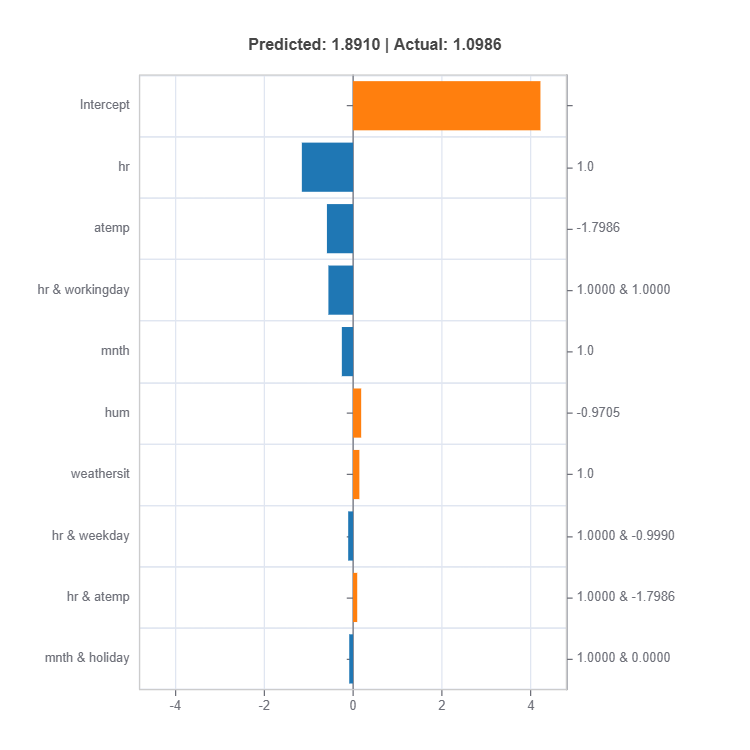 Predicted: 1.8910 | Actual: 1.0986
Intercept
hr 1.0
atemp -1.7986
hr & workingday 1.0000 & 1.0000
mnth 1.0
hum -0.9705
weathersit 1.0
hr & weekday 1.0000 & -0.9990
hr & atemp 1.0000 & -1.7986
mnth & holiday 1.0000 & 0.0000
-4 -2 0 2 4